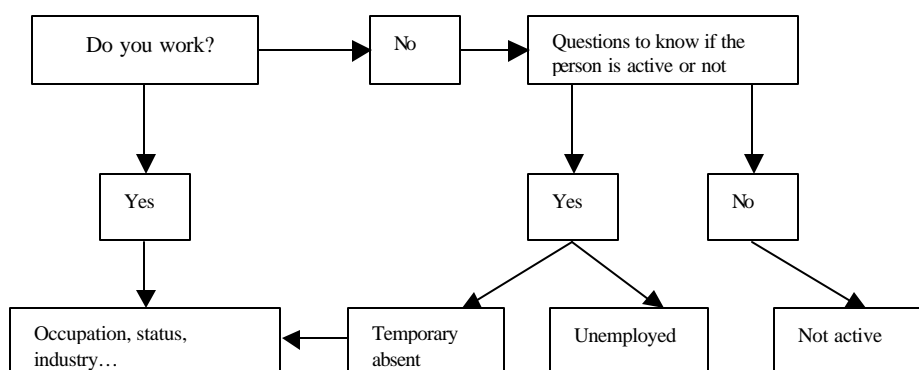 Do you work?
No
Questions to know if the
person is active or not
Yes
Yes
No
Occupation, status,
industry…
Temporary
absent
Unemployed
Not active